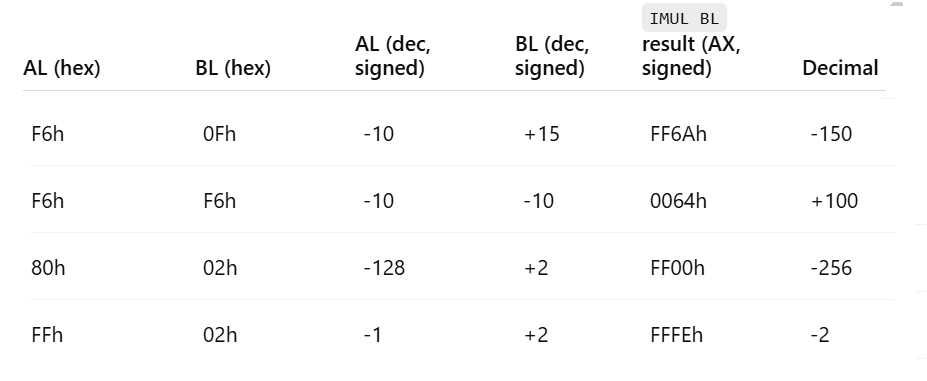 IMUL BL
AL (dec, BL (dec, result (AX,
AL (hex) BL (hex) signed) signed) signed) Decimal
F6h 0Fh -10 +15 FF6Ah -150
F6h F6h -10 -10 0064h +100
80h 02h -128 +2 FF00h -256
FFh 02h -1 +2 FFFEh -2